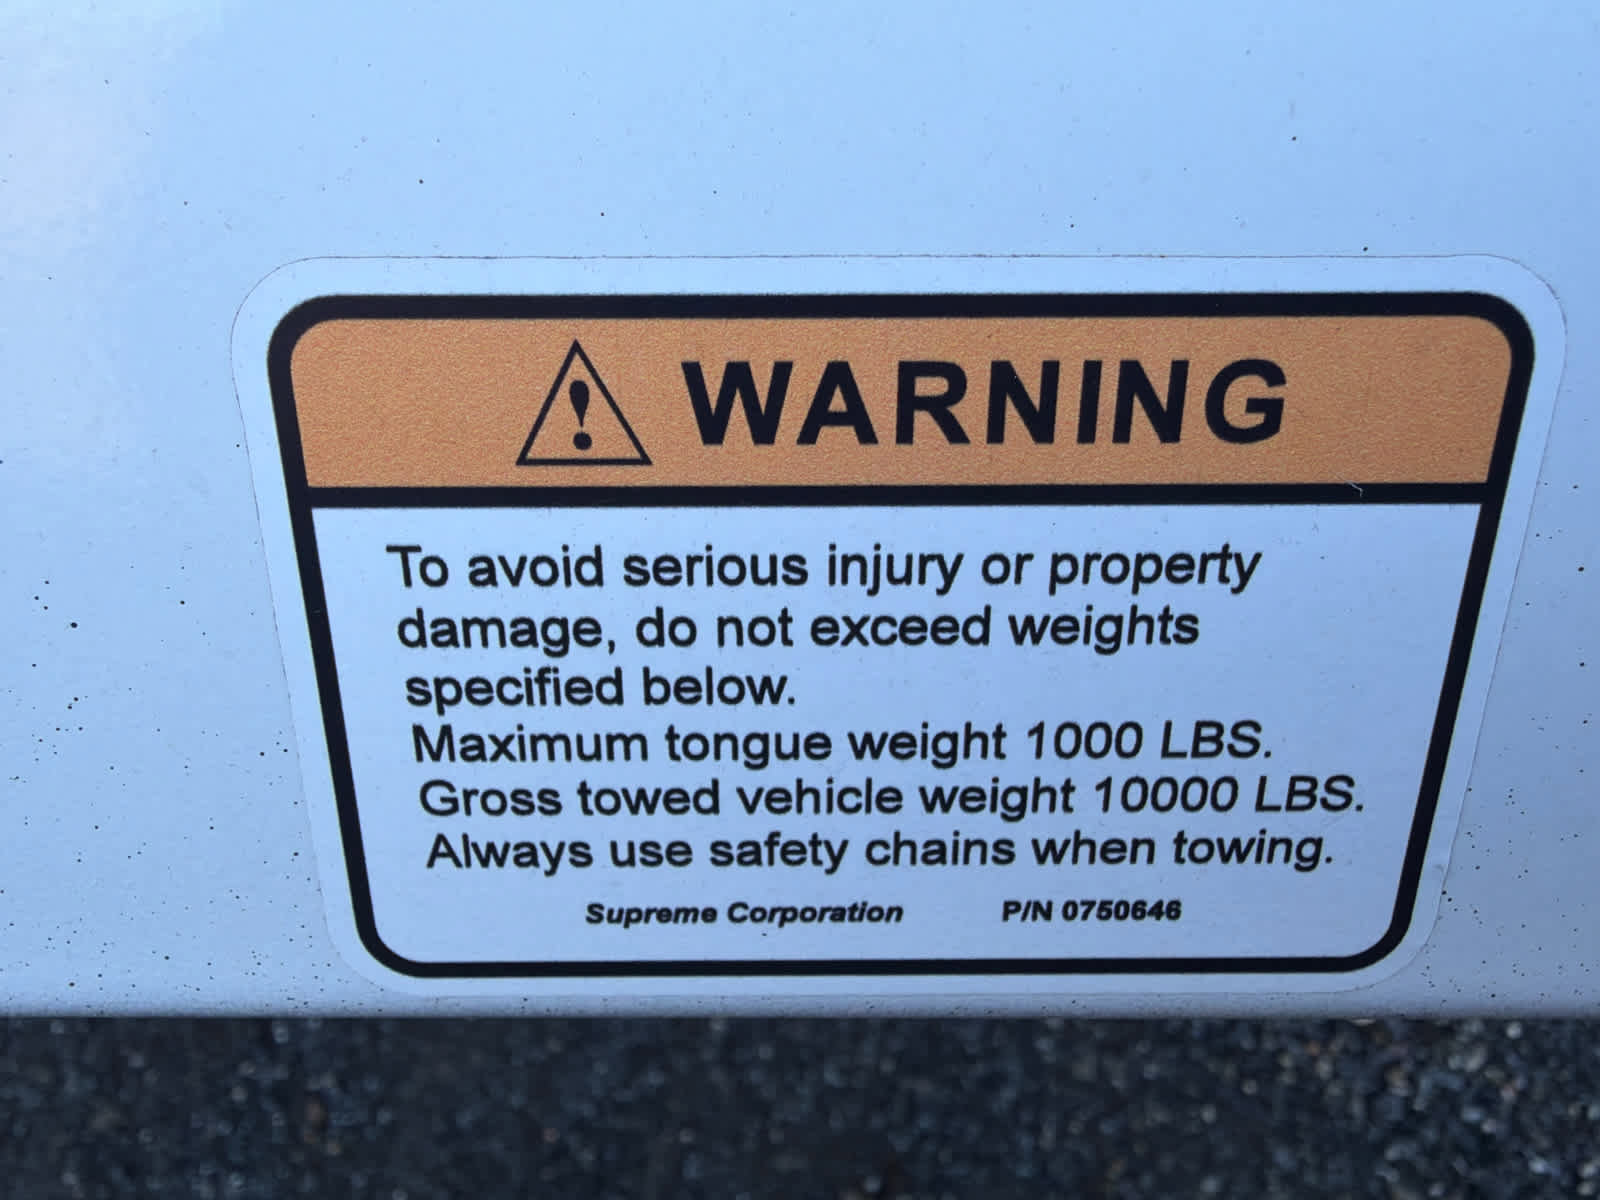 WARNING
To avoid serious injury or property
damage, do not exceed weights
specified below.
Maximum tongue weight 1000 LBS.
Gross towed vehicle weight 10000 LBS.
Always use safety chains when towing.
Supreme Corporation P/N 0750646